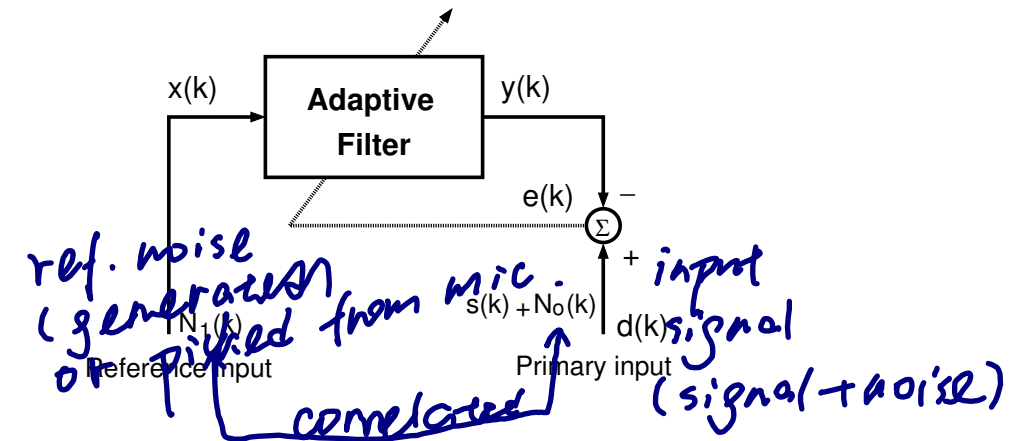 x(k)
Adaptive
Filter
y(k)
e(k)
−
Σ
+
ref. noise
(generated
or picked from mic.
N₁(k)
Reference input
s(k) + N₀(k)
d(k)
Primary input
input
signal
(signal + noise)
correlated